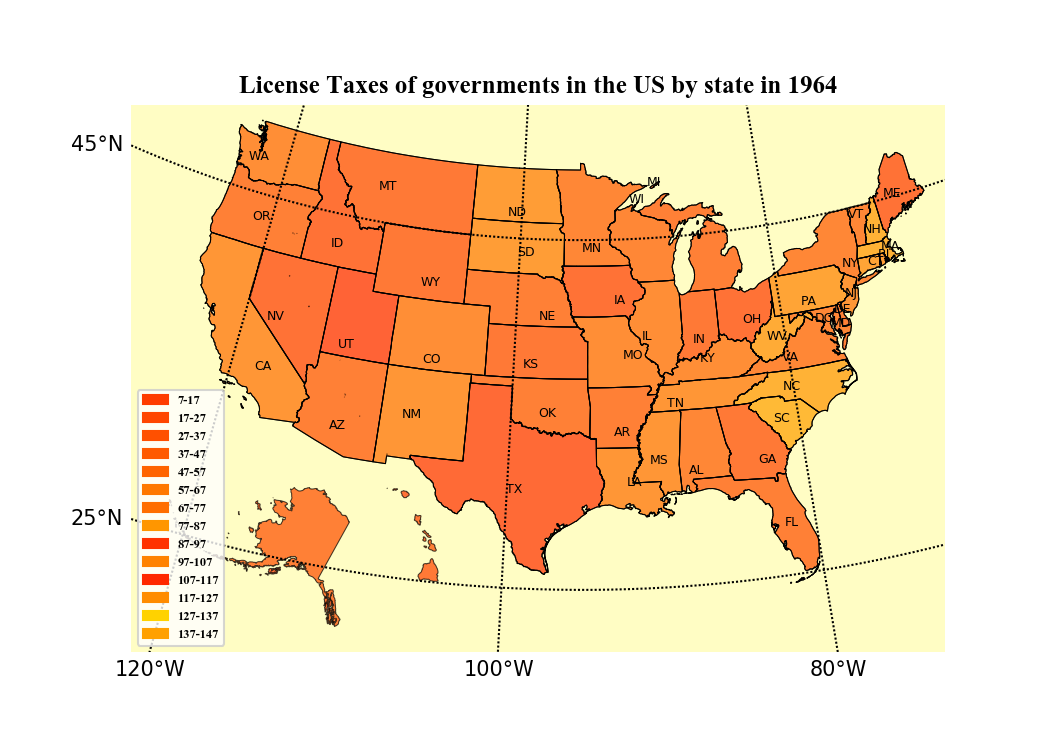 License Taxes of governments in the US by state in 1964
45°N
25°N
120°W
100°W
80°W
WA
MT
ND
MN
WI
MI
ME
VT
NH
MA
OR
ID
SD
NY
CT
WY
IA
PA
NV
NE
OH
UT
IL
IN
WV
MD
CO
MO
KY
VA
CA
KS
NC
TN
NM
OK
SC
AZ
AR
MS
AL
GA
TX
LA
FL
7-17
17-27
27-37
37-47
47-57
57-67
67-77
77-87
87-97
97-107
107-117
117-127
127-137
137-147